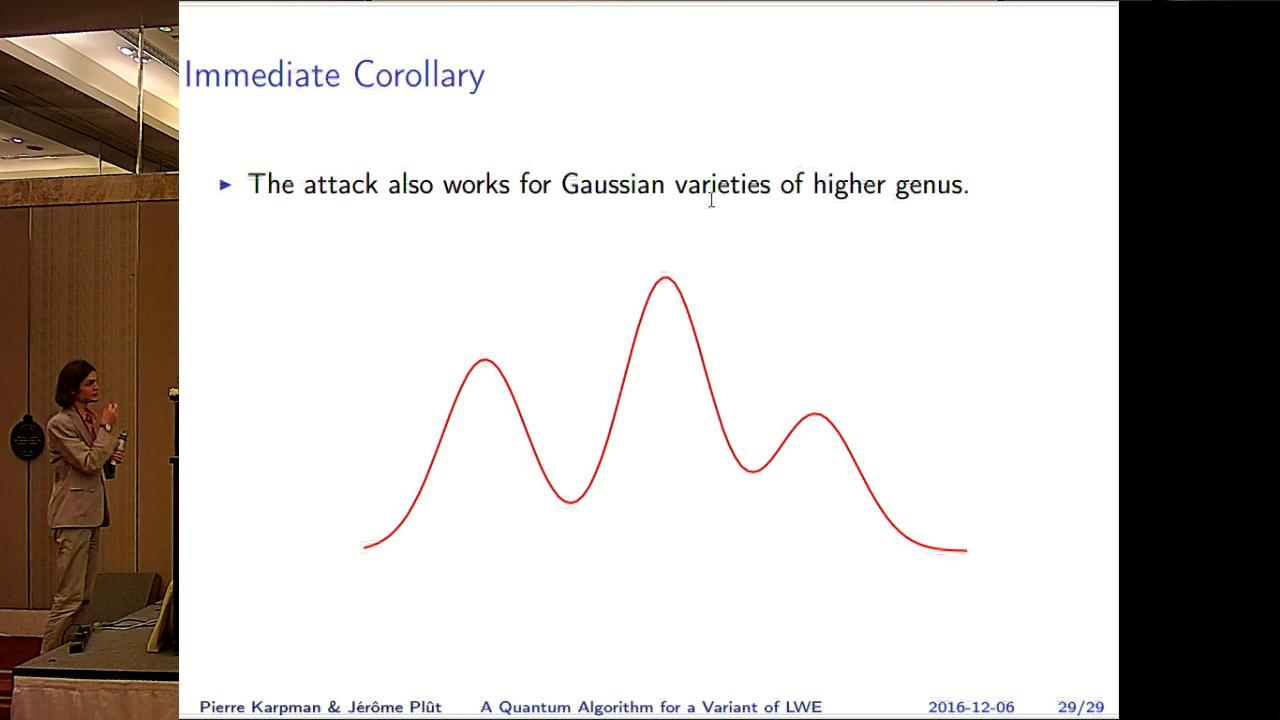 Immediate Corollary
▶ The attack also works for Gaussian varieties of higher genus.
Pierre Karpman & Jérôme Plût A Quantum Algorithm for a Variant of LWE 2016-12-06 29/29